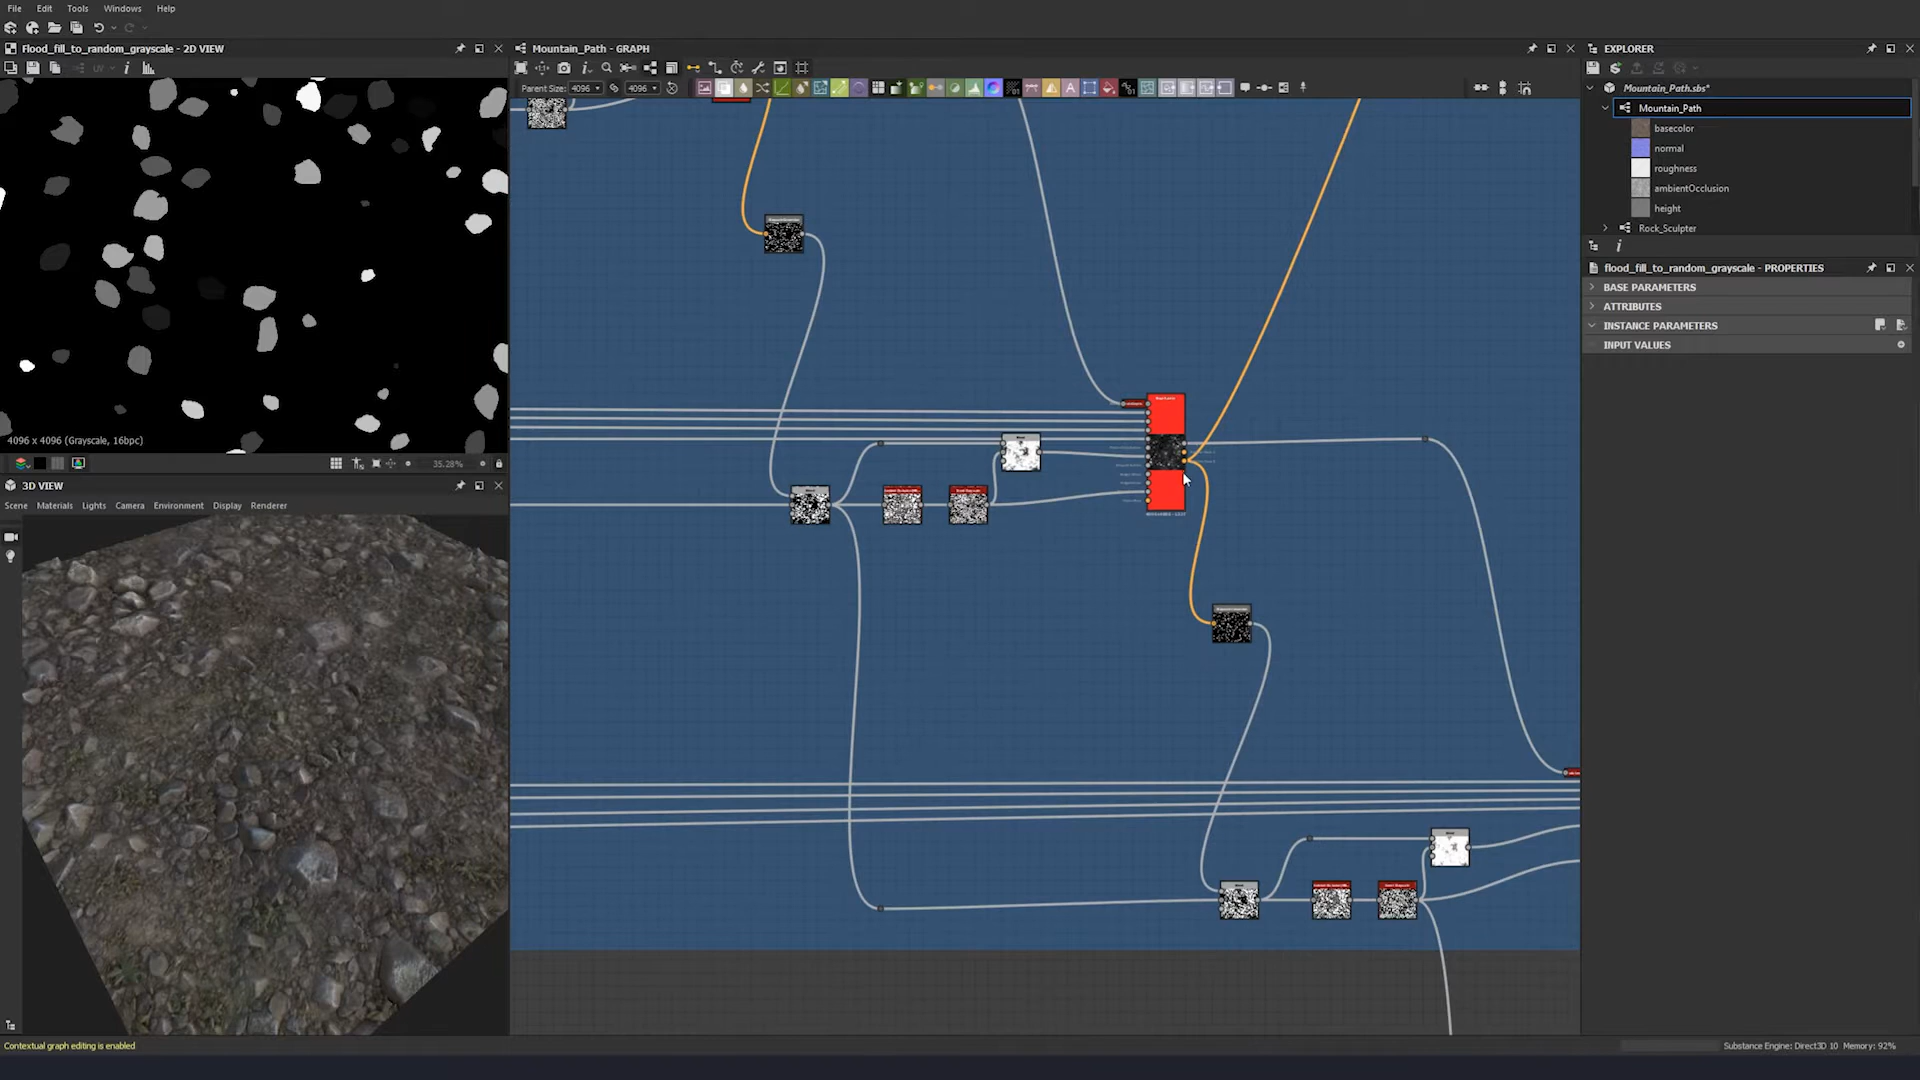 File Edit Tools Windows Help
Flood_fill_to_random_grayscale - 2D VIEW
4096 x 4096 (Grayscale, 16bpc)
35.28%
3D VIEW
Scene Materials Lights Camera Environment Display Renderer
Contextual graph editing is enabled
Mountain_Path - GRAPH
Parent Size: 4096 4096
EXPLORER
Mountain_Path.sbs*
Mountain_Path
basecolor
normal
roughness
ambientOcclusion
height
Rock_Sculpter
flood_fill_to_random_grayscale - PROPERTIES
BASE PARAMETERS
ATTRIBUTES
INSTANCE PARAMETERS
INPUT VALUES
Substance Engine: Direct3D 10 Memory: 92%